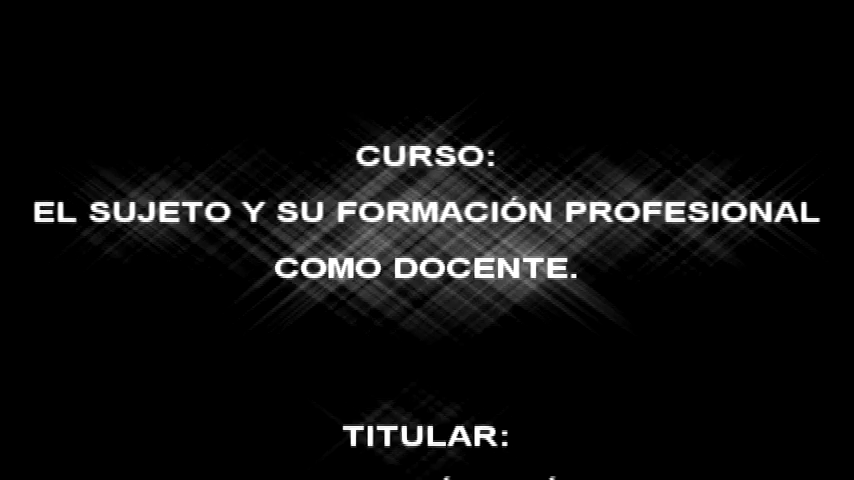 CURSO:
EL SUJETO Y SU FORMACIÓN PROFESIONAL
COMO DOCENTE.
TITULAR: